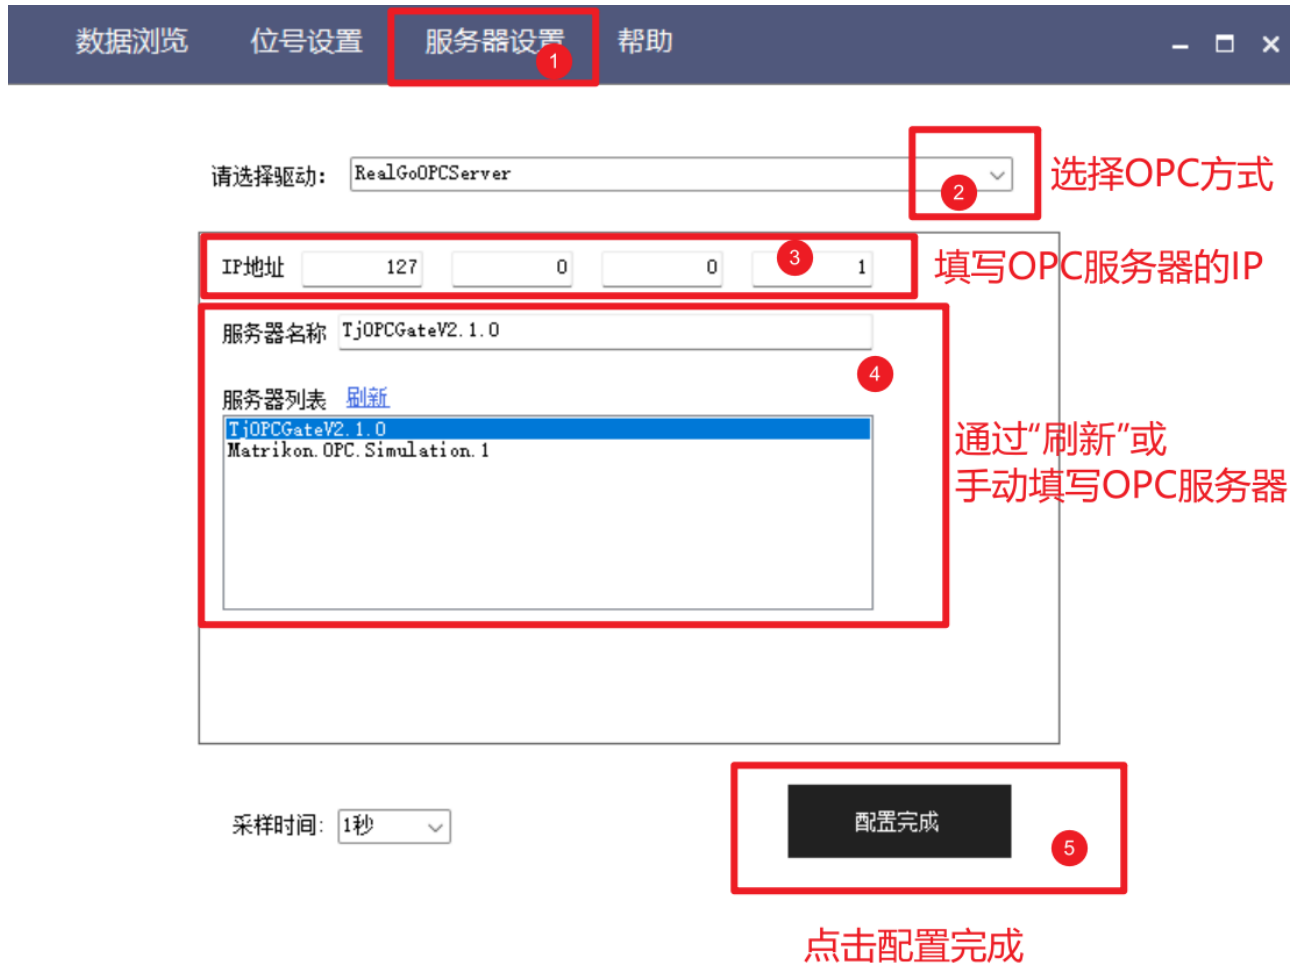 数据浏览 位号设置 服务器设置 帮助
1
请选择驱动： RealGoOPCServer
2
选择OPC方式
IP地址 127 0 0 1
3
填写OPC服务器的IP
服务器名称 TjOPCGateV2.1.0
4
服务器列表 刷新
TjOPCGateV2.1.0
Matrikon.OPC.Simulation.1
通过“刷新”或
手动填写OPC服务器
采样时间: 1秒
配置完成
5
点击配置完成